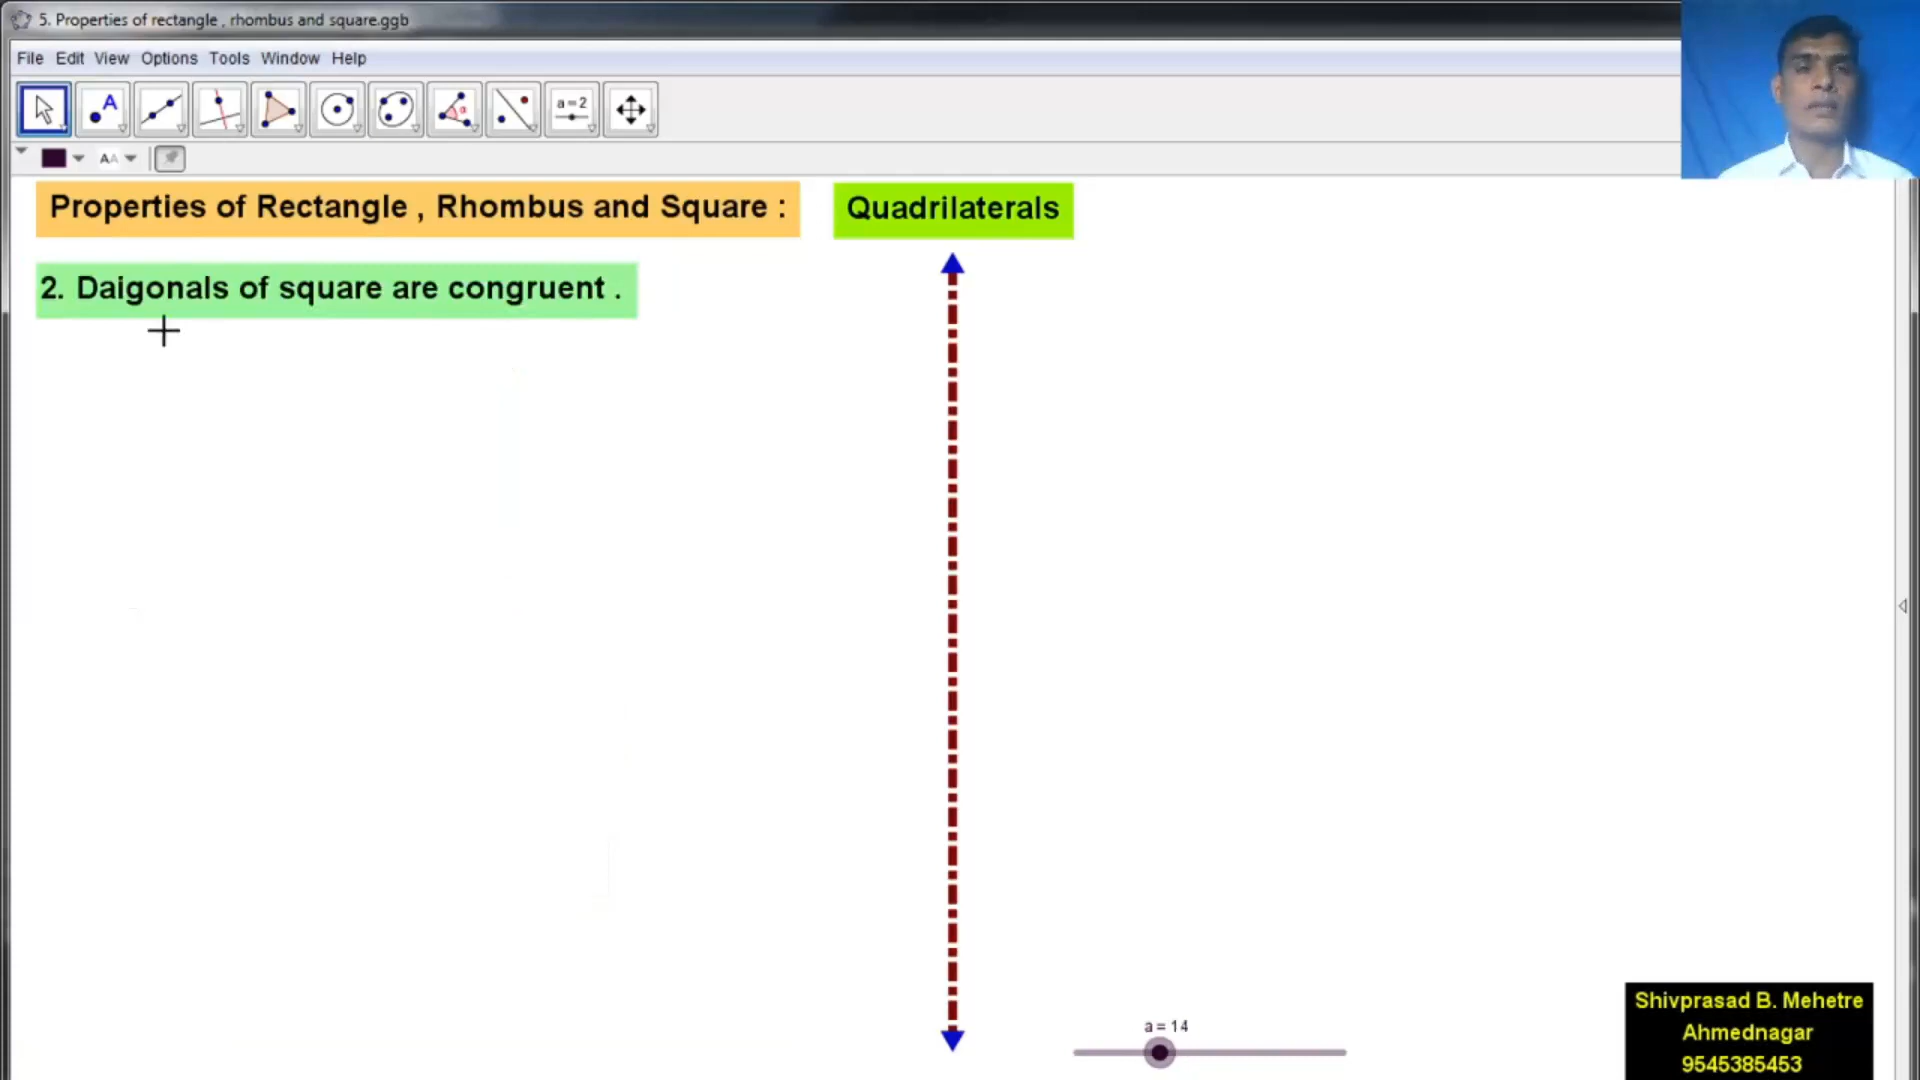 5. Properties of rectangle , rhombus and square.ggb
File Edit View Options Tools Window Help
A
a = 2
AA
Properties of Rectangle , Rhombus and Square :
Quadrilaterals
2. Daigonals of square are congruent .
a = 14
Shivprasad B. Mehetre
Ahmednagar
9545385453